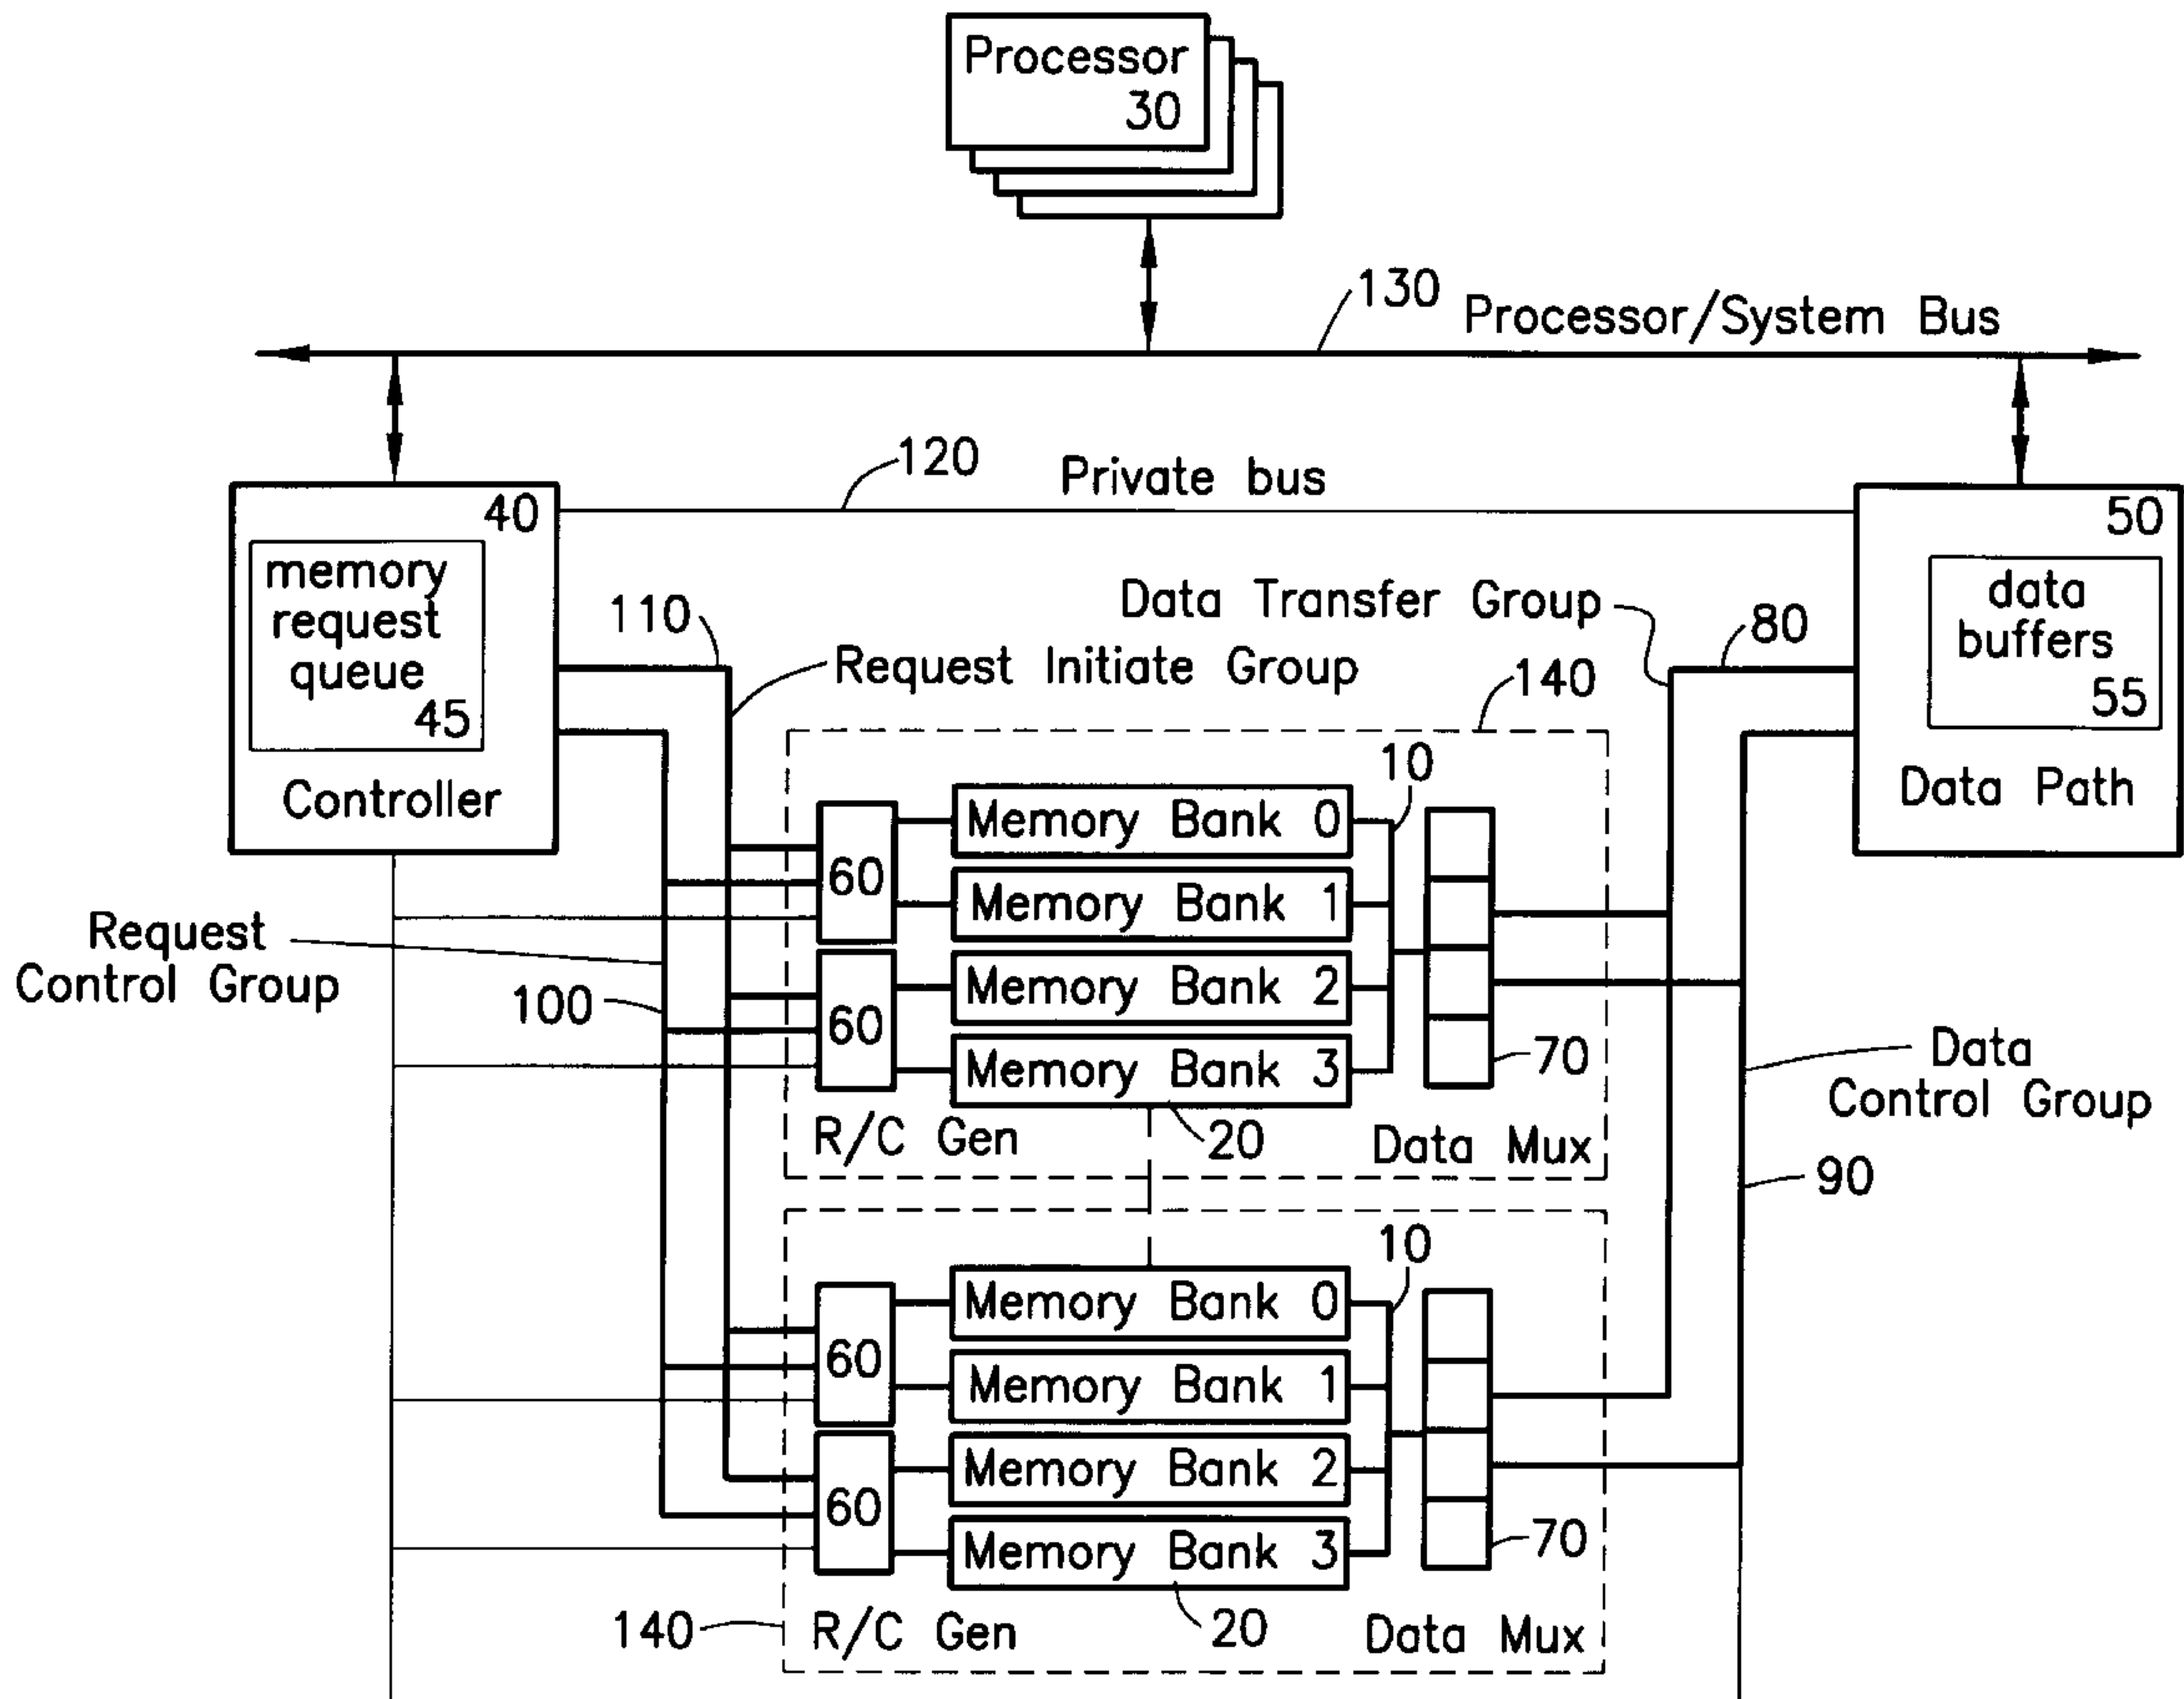 Processor
30
130
Processor/System Bus
120
Private bus
40
memory
request
queue
45
Controller
50
data
buffers
55
Data Path
110
Request Initiate Group
Data Transfer Group
80
140
10
Memory Bank 0
60
Memory Bank 1
Memory Bank 2
60
Memory Bank 3
70
R/C Gen
20
Data Mux
Request
Control Group
100
Data
Control Group
90
10
Memory Bank 0
60
Memory Bank 1
Memory Bank 2
60
Memory Bank 3
70
140
R/C Gen
20
Data Mux